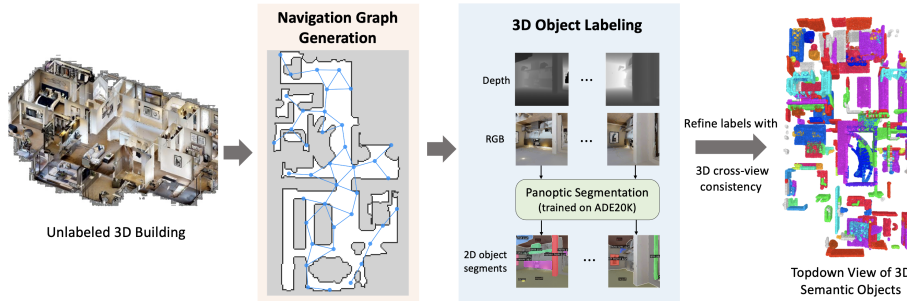 Navigation Graph
Generation
3D Object Labeling
Depth
...
RGB
...
Panoptic Segmentation
(trained on ADE20K)
2D object
segments
...
Unlabeled 3D Building
Refine labels with
3D cross-view
consistency
Topdown View of 3D
Semantic Objects